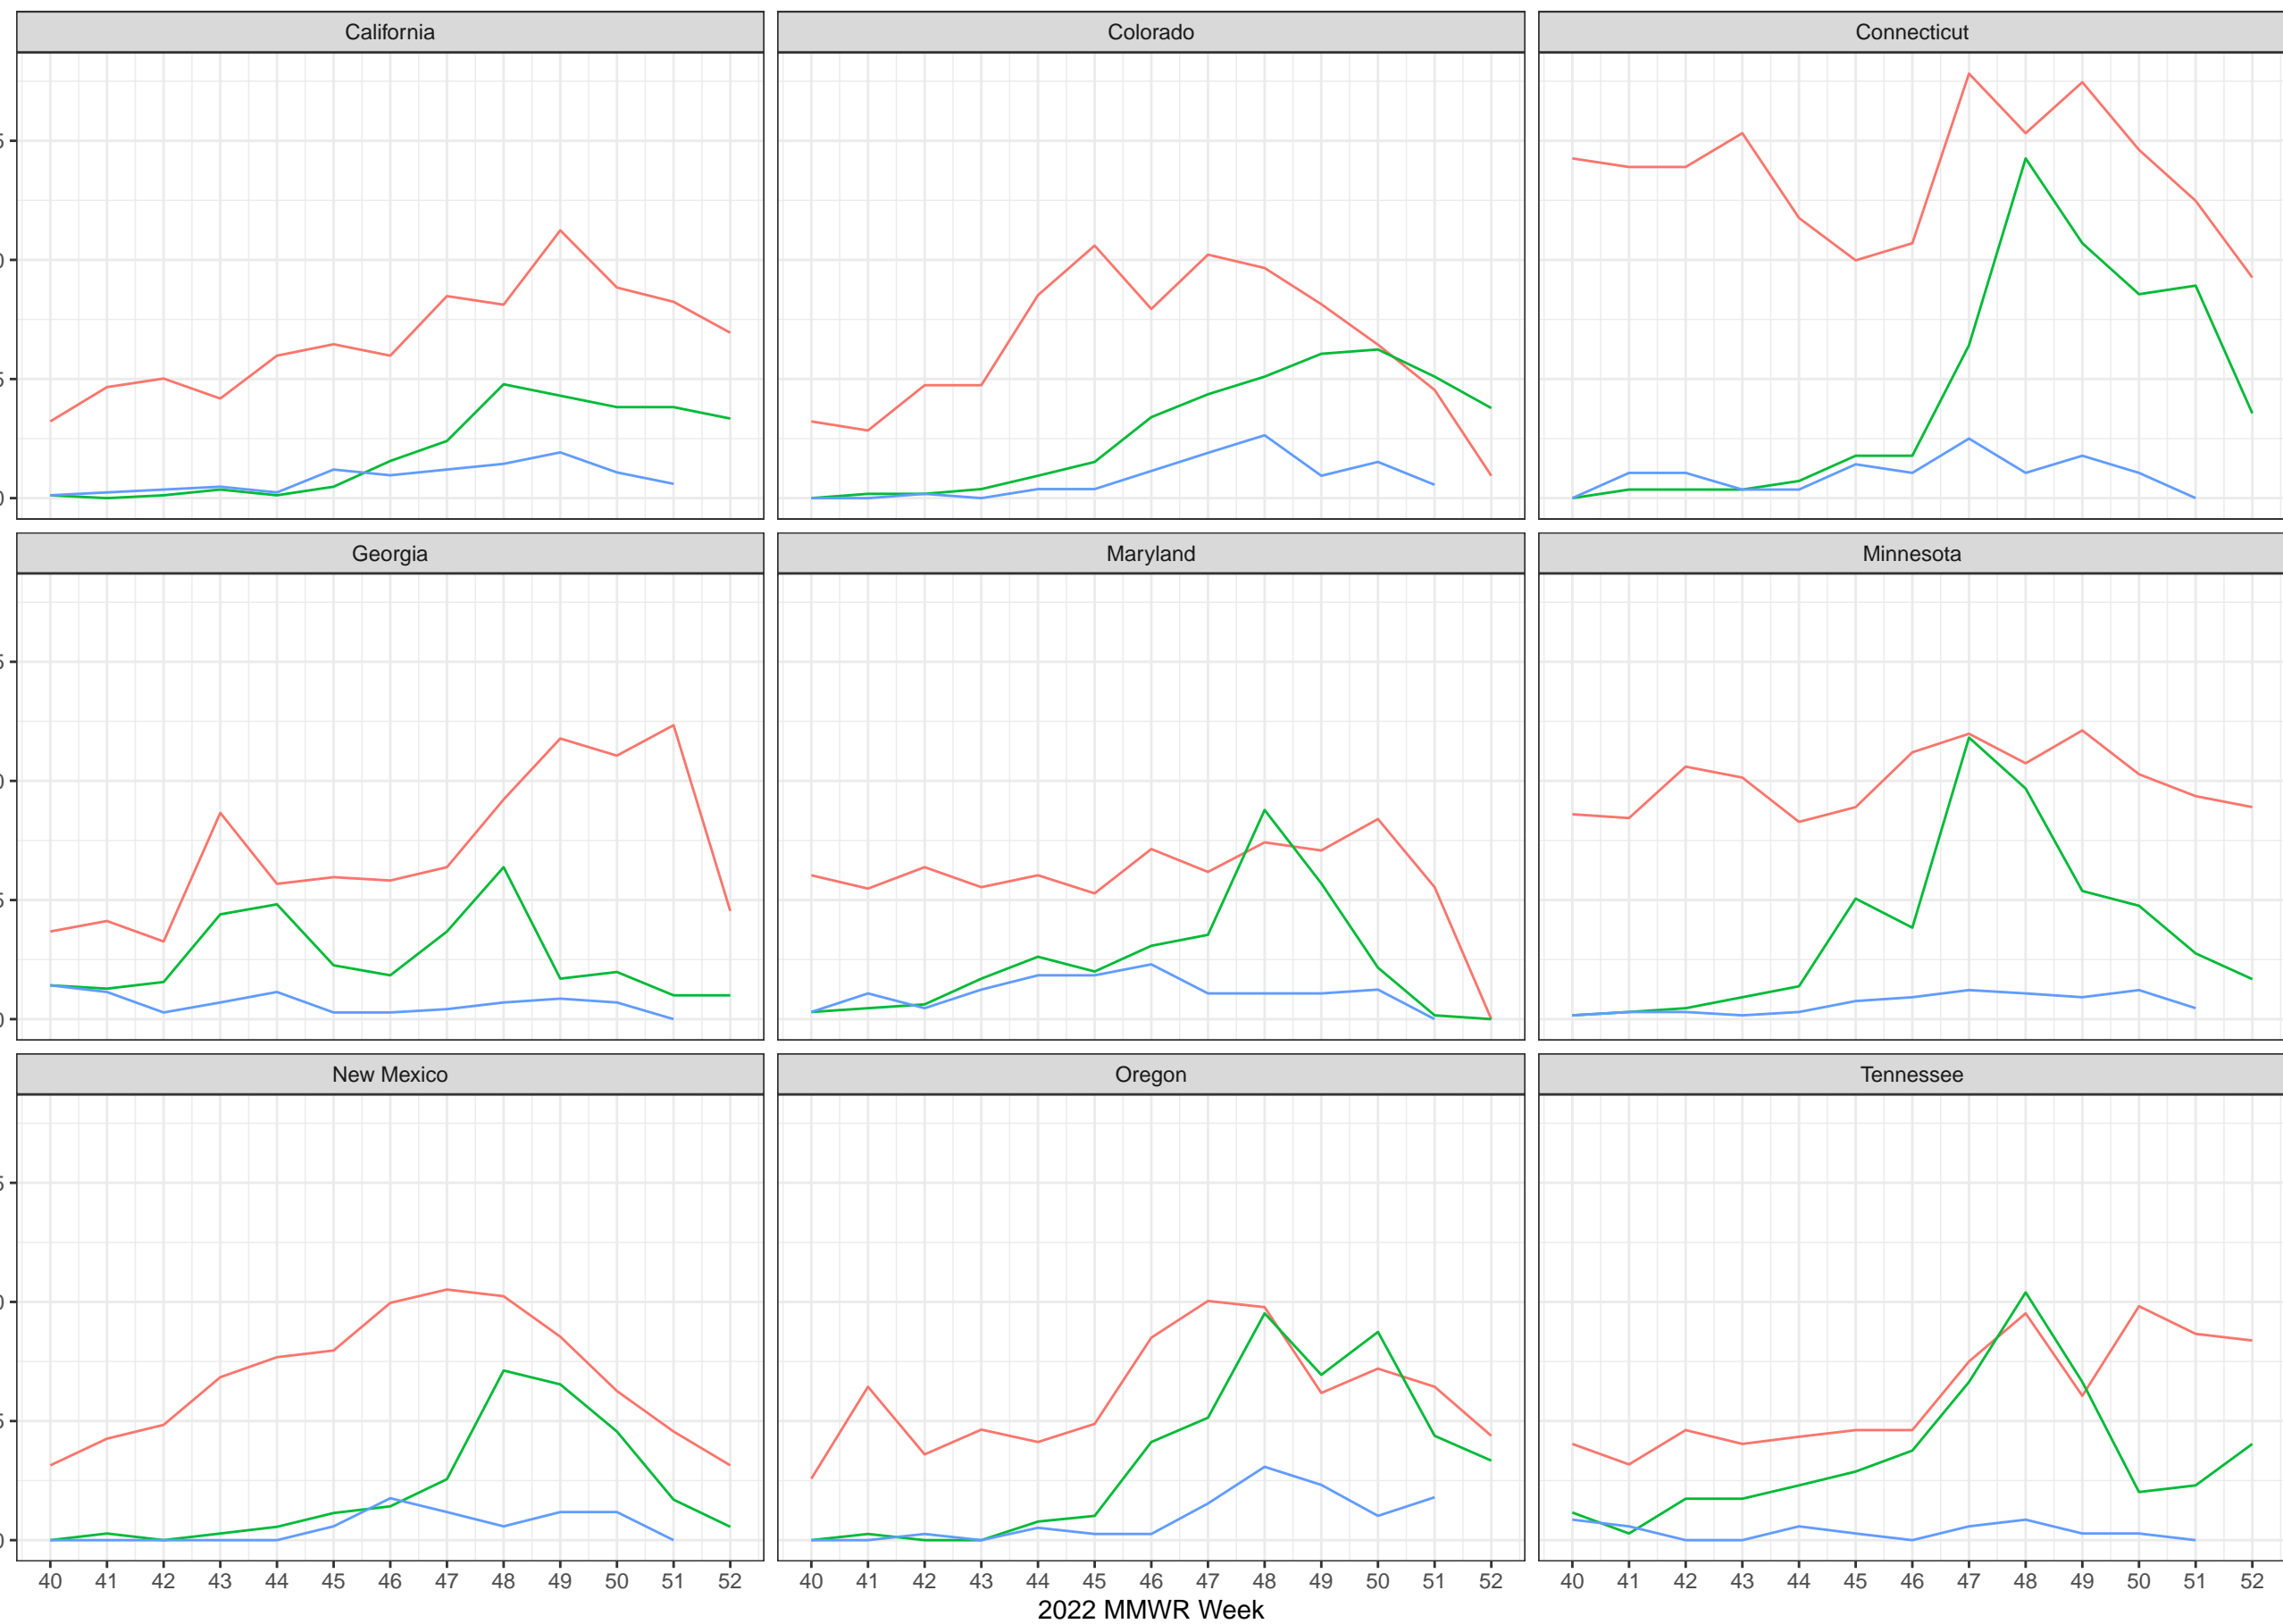 California
Colorado
Connecticut
Georgia
Maryland
Minnesota
New Mexico
Oregon
Tennessee
40 41 42 43 44 45 46 47 48 49 50 51 52
40 41 42 43 44 45 46 47 48 49 50 51 52
40 41 42 43 44 45 46 47 48 49 50 51 52
2022 MMWR Week